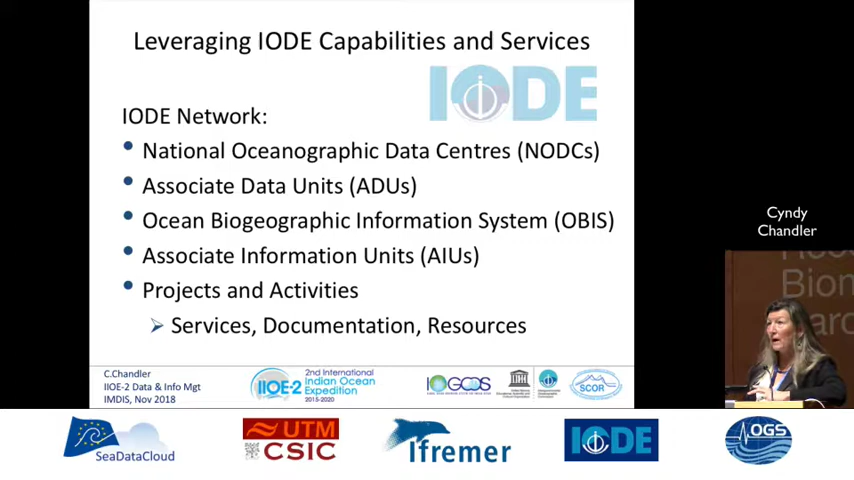 Leveraging IODE Capabilities and Services
IODE
IODE Network:
• National Oceanographic Data Centres (NODCs)
• Associate Data Units (ADUs)
• Ocean Biogeographic Information System (OBIS)
• Associate Information Units (AIUs)
• Projects and Activities
➢ Services, Documentation, Resources
Cyndy
Chandler
Biom
C.Chandler
IIOE-2 Data & Info Mgt
IMDIS, Nov 2018
IIOE-2
2nd International
Indian Ocean
Expedition
2015-2020
IOGOOS
SCOR
SeaDataCloud
UTM
CSIC
Ifremer
IODE
OGS